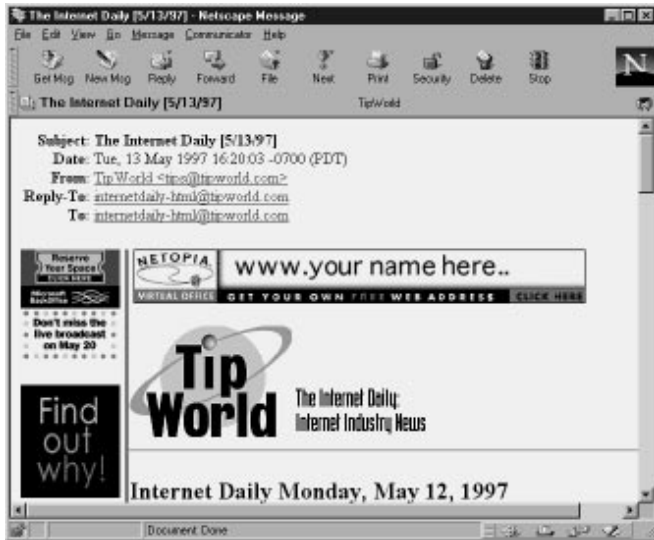 The Internet Daily [5/13/97] - Netscape Message
File Edit View Go Message Communicator Help
Get Msg New Msg Reply Forward File Next Print Security Delete Stop
N
The Internet Daily [5/13/97] TipWorld
Subject: The Internet Daily [5/13/97]
Date: Tue, 13 May 1997 16:20:03 -0700 (PDT)
From: TipWorld <tips@tipworld.com>
Reply-To: internetdaily-html@tipworld.com
To: internetdaily-html@tipworld.com
Reserve
Your Space
CLICK HERE
Microsoft
BackOffice
Don't miss the
live broadcast
on May 20
Find
out
why!
NETOPIA
VIRTUAL OFFICE
www.your name here..
GET YOUR OWN FREE WEB ADDRESS CLICK HERE
Tip
World
The Internet Daily:
Internet Industry News
Internet Daily Monday, May 12, 1997
Document Done